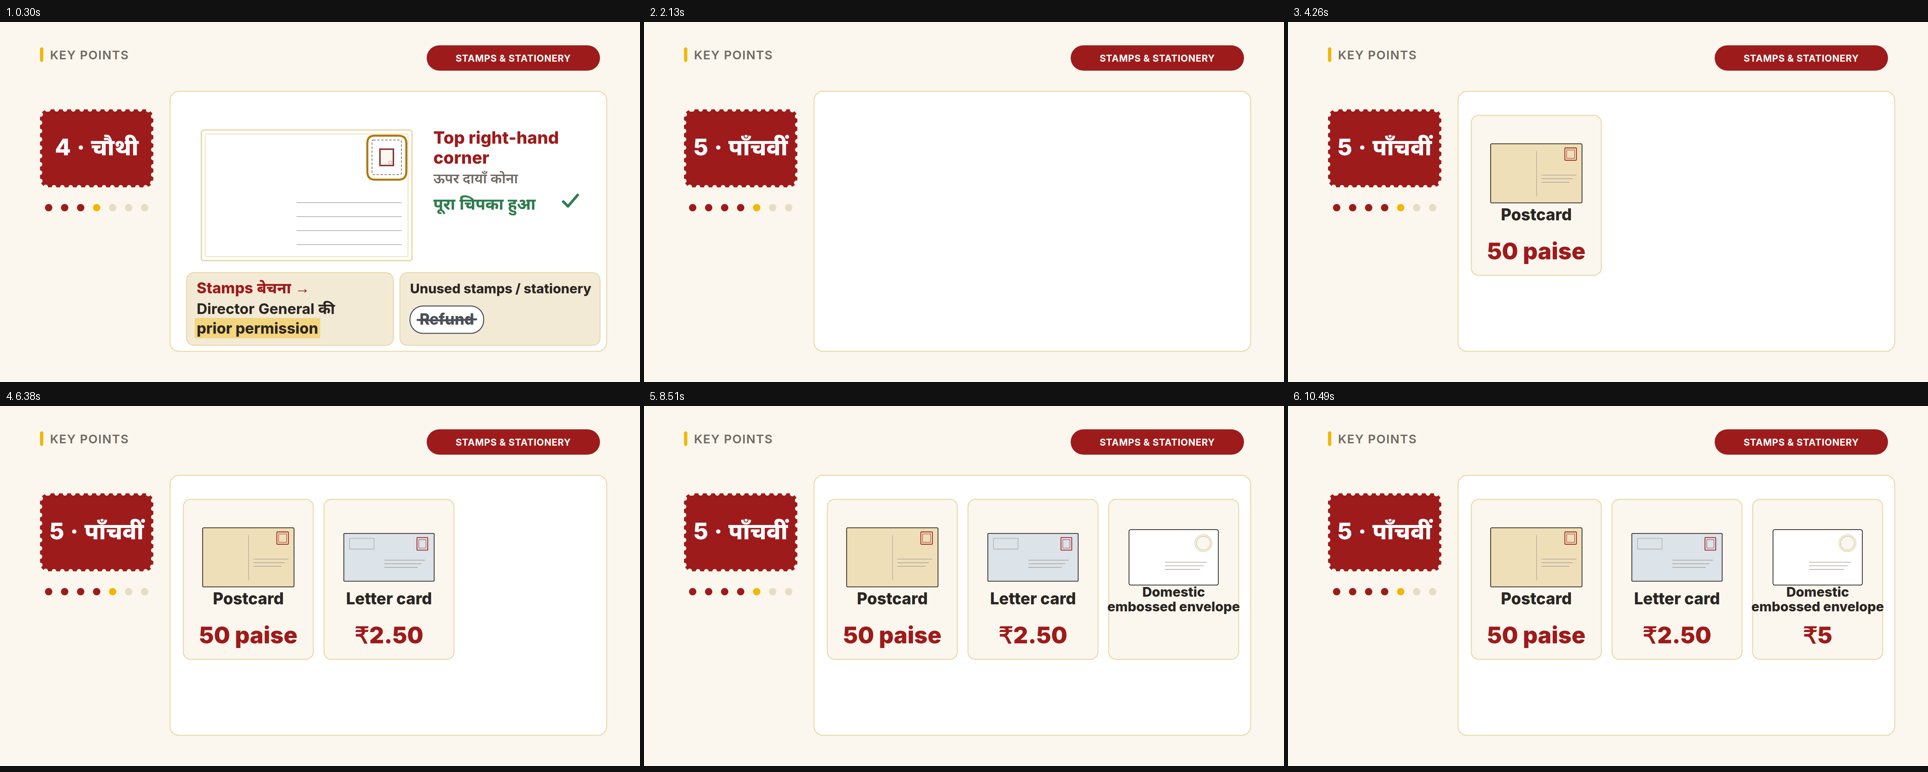 1. 0.30s
KEY POINTS
STAMPS & STATIONERY
4 · चौथी
Top right-hand
corner
ऊपर दायाँ कोना
पूरा चिपका हुआ
Stamps बेचना →
Director General की
prior permission
Unused stamps / stationery
Refund
2. 2.13s
KEY POINTS
STAMPS & STATIONERY
5 · पाँचवीं
3. 4.26s
KEY POINTS
STAMPS & STATIONERY
5 · पाँचवीं
Postcard
50 paise
4. 6.38s
KEY POINTS
STAMPS & STATIONERY
5 · पाँचवीं
Postcard
50 paise
Letter card
₹2.50
5. 8.51s
KEY POINTS
STAMPS & STATIONERY
5 · पाँचवीं
Postcard
50 paise
Letter card
₹2.50
Domestic
embossed envelope
6. 10.49s
KEY POINTS
STAMPS & STATIONERY
5 · पाँचवीं
Postcard
50 paise
Letter card
₹2.50
Domestic
embossed envelope
₹5